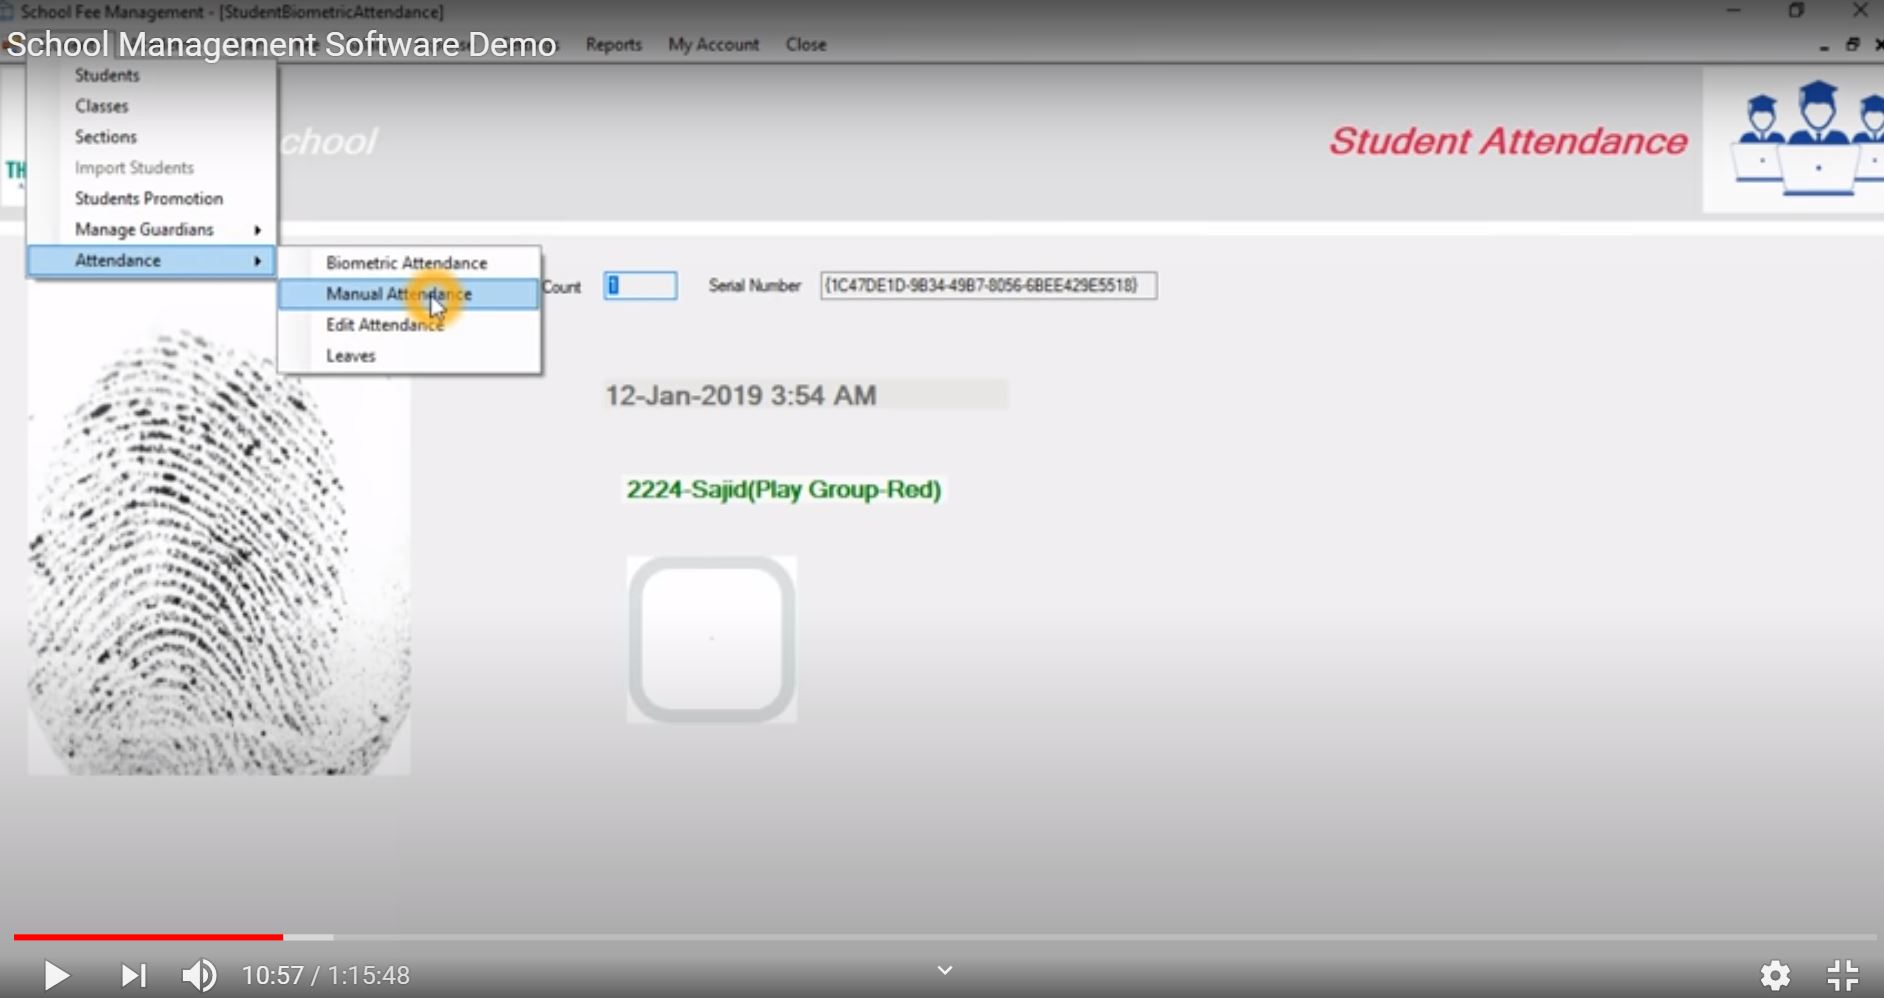 School Fee Management - [StudentBiometricAttendance]
School Management Software Demo
Reports My Account Close
Students
Classes
Sections
Import Students
Students Promotion
Manage Guardians
Attendance
Biometric Attendance
Manual Attendance
Edit Attendance
Leaves
chool
Student Attendance
TH
Count 1 Serial Number {1C47DE1D-9B34-49B7-8056-6BEE429E5518}
12-Jan-2019 3:54 AM
2224-Sajid(Play Group-Red)
10:57 / 1:15:48